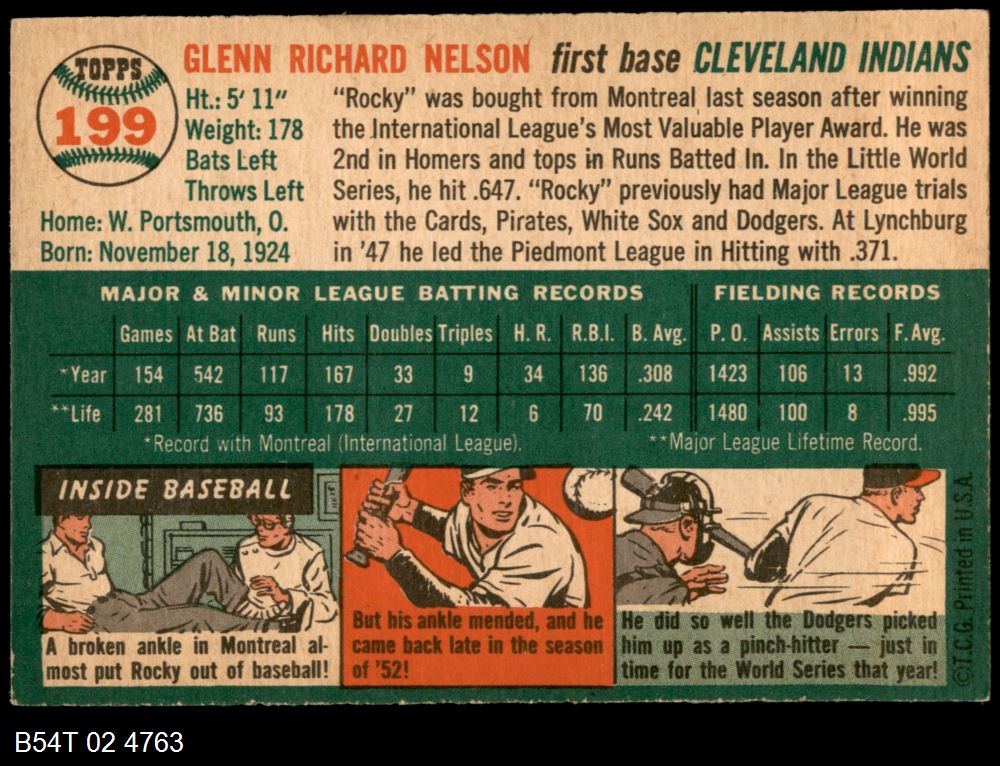 TOPPS
199
GLENN RICHARD NELSON first base CLEVELAND INDIANS
Ht.: 5′ 11″
Weight: 178
Bats Left
Throws Left
Home: W. Portsmouth, O.
Born: November 18, 1924
"Rocky" was bought from Montreal last season after winning
the International League's Most Valuable Player Award. He was
2nd in Homers and tops in Runs Batted In. In the Little World
Series, he hit .647. "Rocky" previously had Major League trials
with the Cards, Pirates, White Sox and Dodgers. At Lynchburg
in '47 he led the Piedmont League in Hitting with .371.
MAJOR & MINOR LEAGUE BATTING RECORDS FIELDING RECORDS
Games At Bat Runs Hits Doubles Triples H. R. R.B.I. B. Avg. P. O. Assists Errors F. Avg.
*Year 154 542 117 167 33 9 34 136 .308 1423 106 13 .992
**Life 281 736 93 178 27 12 6 70 .242 1480 100 8 .995
*Record with Montreal (International League). **Major League Lifetime Record.
INSIDE BASEBALL
A broken ankle in Montreal al-
most put Rocky out of baseball!
But his ankle mended, and he
came back late in the season
of '52!
He did so well the Dodgers picked
him up as a pinch-hitter — just in
time for the World Series that year!
©T.C.G. Printed in U.S.A.
B54T 02 4763